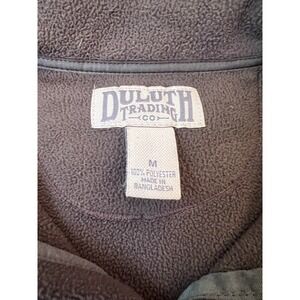 DULUTH
TRADING
CO
M
100% POLYESTER
MADE IN
BANGLADESH